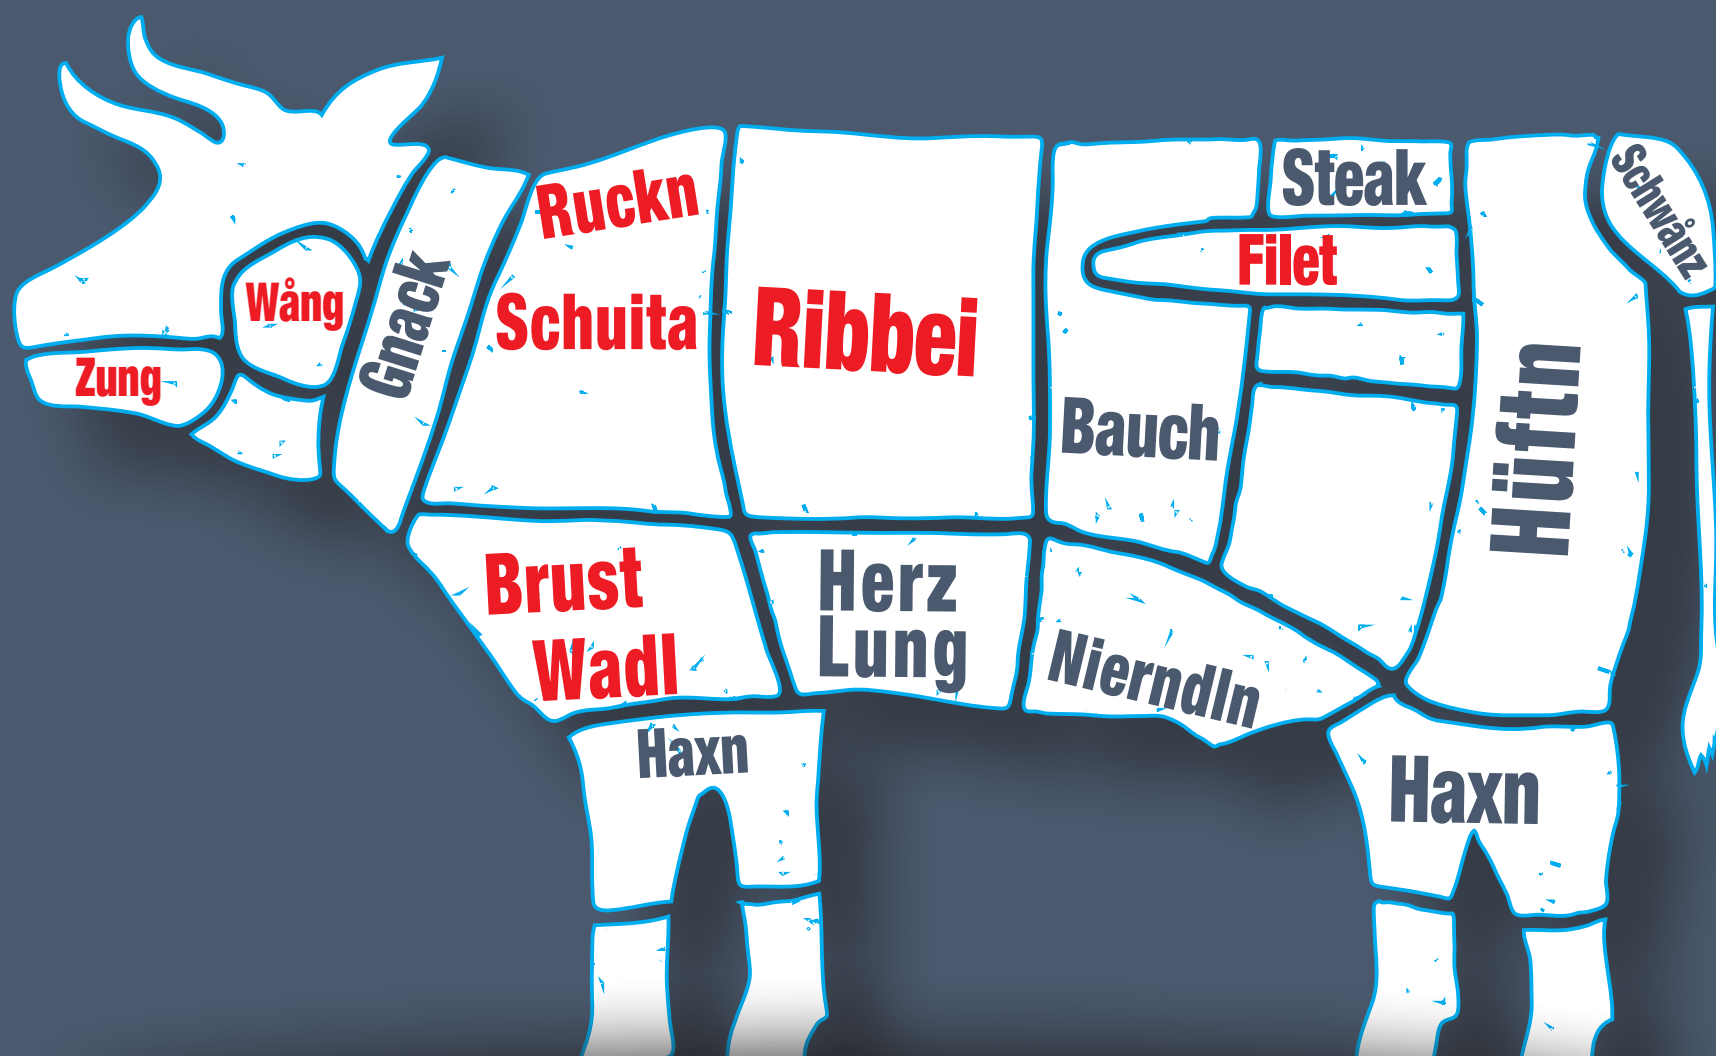 Zung
Wång
Gnack
Ruckn
Schuita
Ribbei
Steak
Filet
Bauch
Hüftn
Schwånz
Brust
Wadl
Herz
Lung
Nierndln
Haxn
Haxn